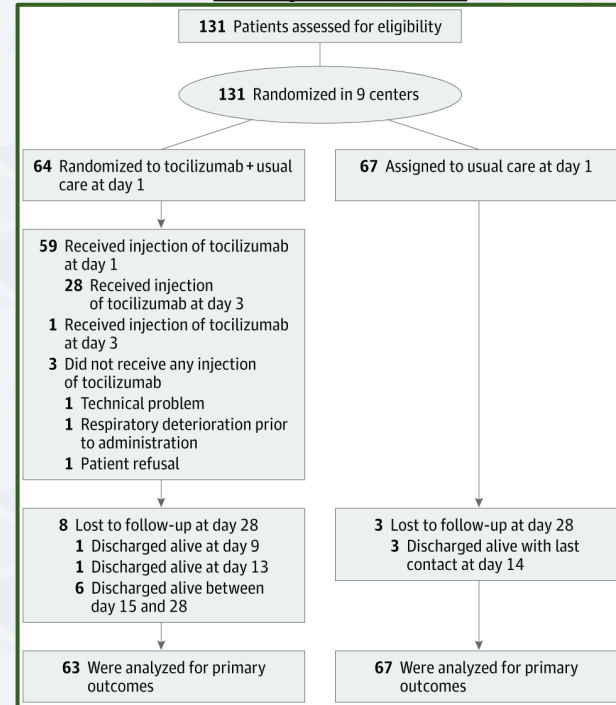 131 Patients assessed for eligibility
131 Randomized in 9 centers
64 Randomized to tocilizumab + usual
care at day 1
67 Assigned to usual care at day 1
59 Received injection of tocilizumab
at day 1
28 Received injection
of tocilizumab at day 3
1 Received injection of tocilizumab
at day 3
3 Did not receive any injection
of tocilizumab
1 Technical problem
1 Respiratory deterioration prior
to administration
1 Patient refusal
8 Lost to follow-up at day 28
1 Discharged alive at day 9
1 Discharged alive at day 13
6 Discharged alive between
day 15 and 28
3 Lost to follow-up at day 28
3 Discharged alive with last
contact at day 14
63 Were analyzed for primary
outcomes
67 Were analyzed for primary
outcomes